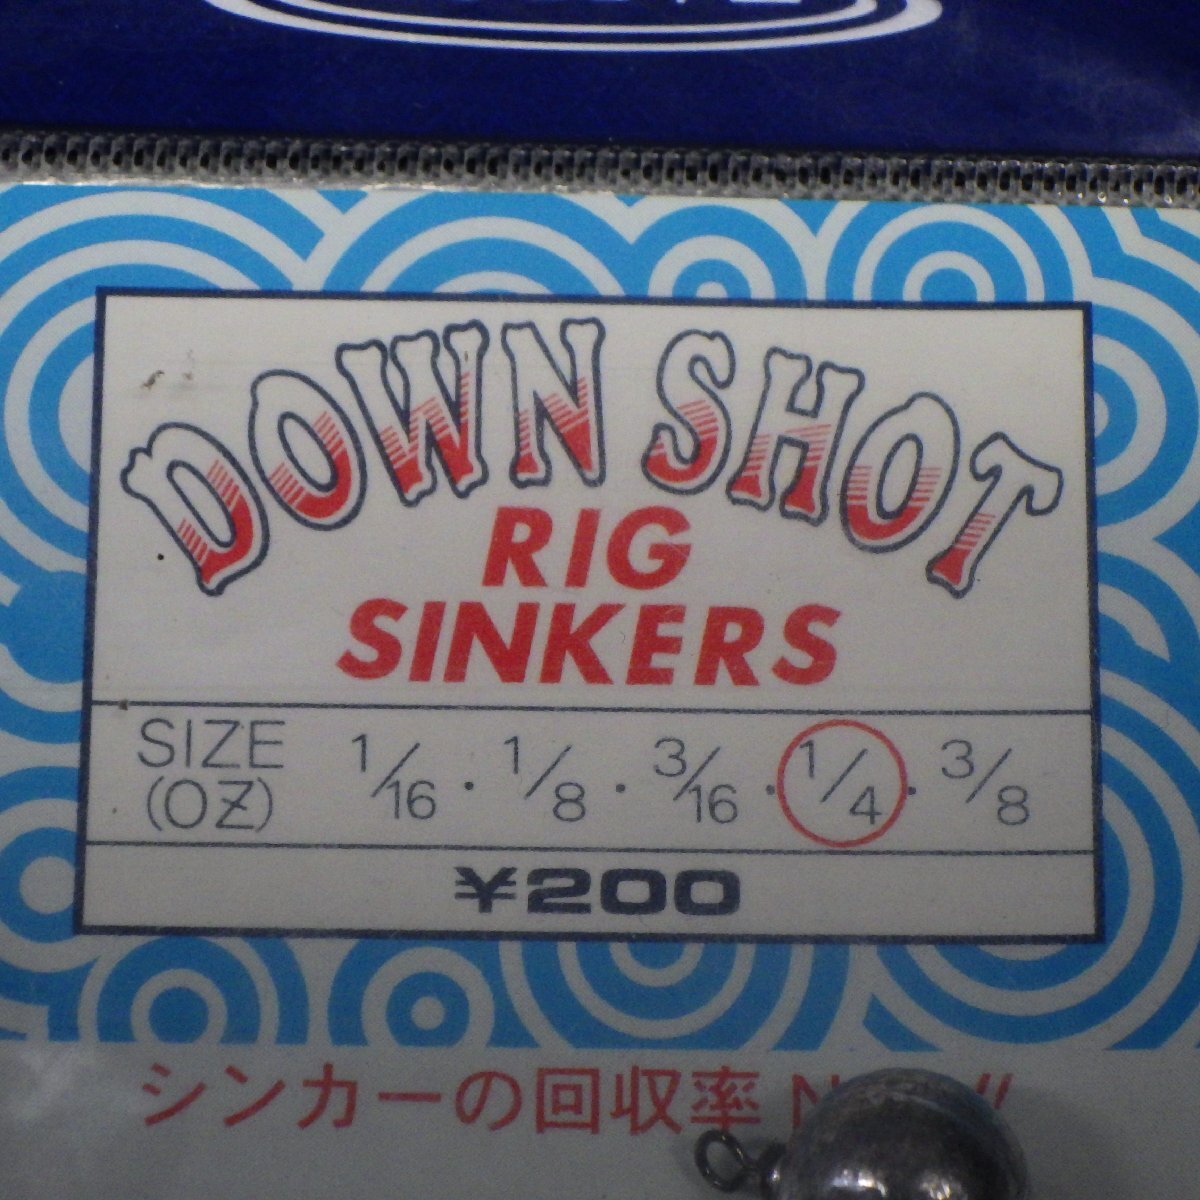 DOWN SHOT
RIG
SINKERS
SIZE 1/16 · 1/8 · 3/16 · 1/4 · 3/8
(OZ)
¥200
シンカーの回収率